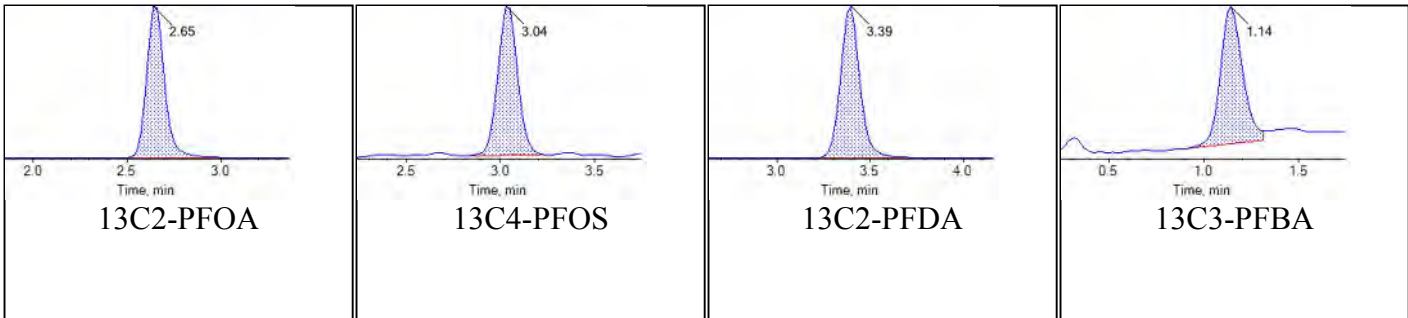 2.65
2.0 2.5 3.0
Time, min
13C2-PFOA
3.04
2.5 3.0 3.5
Time, min
13C4-PFOS
3.39
3.0 3.5 4.0
Time, min
13C2-PFDA
1.14
0.5 1.0 1.5
Time, min
13C3-PFBA